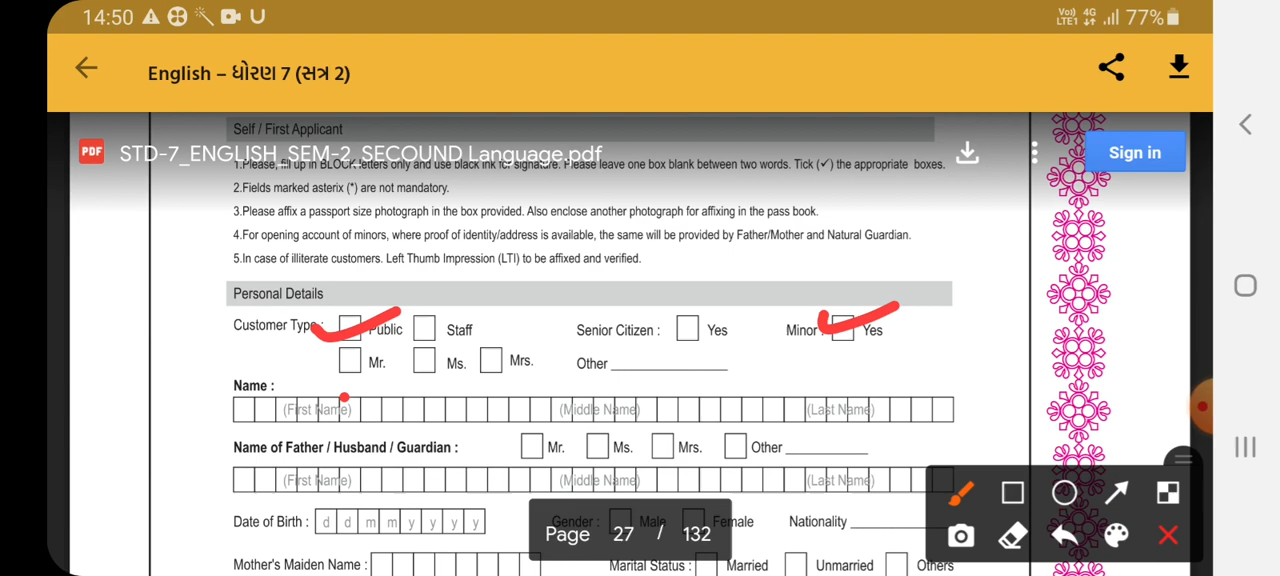 14:50 Vo)) LTE1 4G 77%
English – ધોરણ 7 (સત્ર 2)
Self / First Applicant
PDF STD-7_ENGLISH_SEM-2_SECOUND Language.pdf Sign in
1.Please, fill up in BLOCK letters only and use black ink for signature. Please leave one box blank between two words. Tick (✓) the appropriate boxes.
2.Fields marked asterix (*) are not mandatory.
3.Please affix a passport size photograph in the box provided. Also enclose another photograph for affixing in the pass book.
4.For opening account of minors, where proof of identity/address is available, the same will be provided by Father/Mother and Natural Guardian.
5.In case of illiterate customers. Left Thumb Impression (LTI) to be affixed and verified.
Personal Details
Customer Type : Public Staff Senior Citizen : Yes Minor : Yes
Mr. Ms. Mrs. Other
Name :
(First Name) (Middle Name) (Last Name)
Name of Father / Husband / Guardian : Mr. Ms. Mrs. Other
(First Name) (Middle Name) (Last Name)
Date of Birth : d d m m y y y y Gender : Male Female Nationality
Page 27 / 132
Mother's Maiden Name : Marital Status : Married Unmarried Others